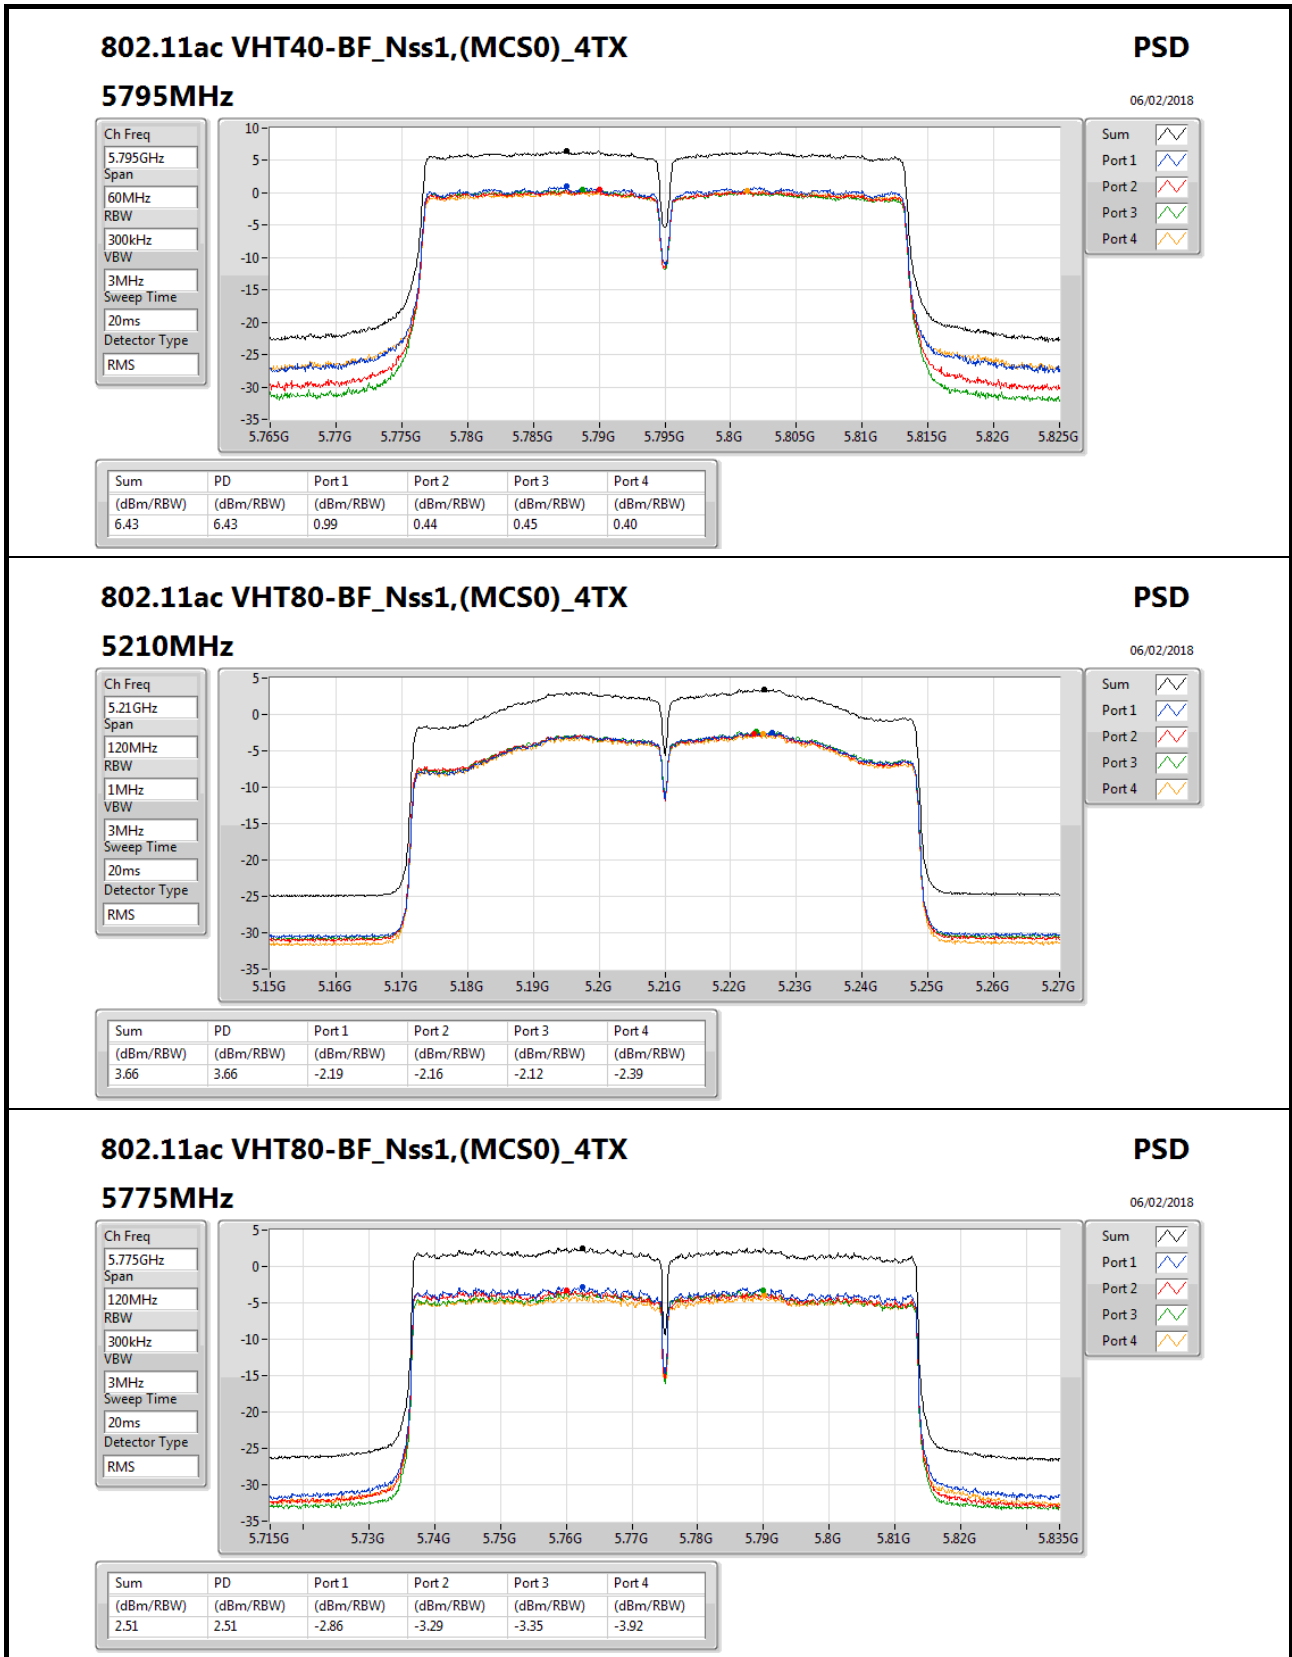 802.11ac VHT40-BF_Nss1,(MCS0)_4TX PSD
5795MHz 06/02/2018
Ch Freq
5.795GHz
Span
60MHz
RBW
300kHz
VBW
3MHz
Sweep Time
20ms
Detector Type
RMS
10
5
0
-5
-10
-15
-20
-25
-30
-35
5.765G 5.77G 5.775G 5.78G 5.785G 5.79G 5.795G 5.8G 5.805G 5.81G 5.815G 5.82G 5.825G
Sum
Port 1
Port 2
Port 3
Port 4
Sum PD Port 1 Port 2 Port 3 Port 4
(dBm/RBW) (dBm/RBW) (dBm/RBW) (dBm/RBW) (dBm/RBW) (dBm/RBW)
6.43 6.43 0.99 0.44 0.45 0.40
802.11ac VHT80-BF_Nss1,(MCS0)_4TX PSD
5210MHz 06/02/2018
Ch Freq
5.21GHz
Span
120MHz
RBW
1MHz
VBW
3MHz
Sweep Time
20ms
Detector Type
RMS
5
0
-5
-10
-15
-20
-25
-30
-35
5.15G 5.16G 5.17G 5.18G 5.19G 5.2G 5.21G 5.22G 5.23G 5.24G 5.25G 5.26G 5.27G
Sum
Port 1
Port 2
Port 3
Port 4
Sum PD Port 1 Port 2 Port 3 Port 4
(dBm/RBW) (dBm/RBW) (dBm/RBW) (dBm/RBW) (dBm/RBW) (dBm/RBW)
3.66 3.66 -2.19 -2.16 -2.12 -2.39
802.11ac VHT80-BF_Nss1,(MCS0)_4TX PSD
5775MHz 06/02/2018
Ch Freq
5.775GHz
Span
120MHz
RBW
300kHz
VBW
3MHz
Sweep Time
20ms
Detector Type
RMS
5
0
-5
-10
-15
-20
-25
-30
-35
5.715G 5.73G 5.74G 5.75G 5.76G 5.77G 5.78G 5.79G 5.8G 5.81G 5.82G 5.835G
Sum
Port 1
Port 2
Port 3
Port 4
Sum PD Port 1 Port 2 Port 3 Port 4
(dBm/RBW) (dBm/RBW) (dBm/RBW) (dBm/RBW) (dBm/RBW) (dBm/RBW)
2.51 2.51 -2.86 -3.29 -3.35 -3.92